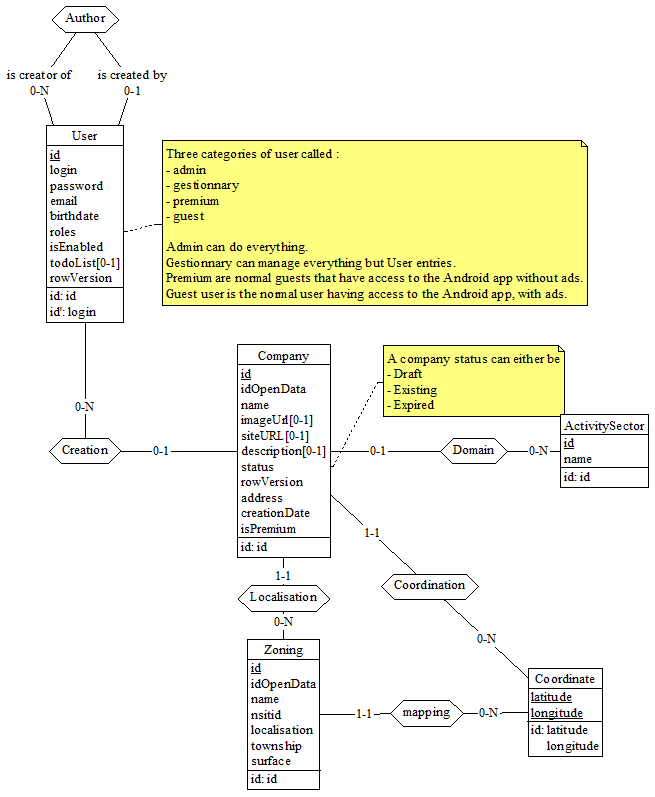 Author
is creator of
0-N
is created by
0-1
User
id
login
password
email
birthdate
roles
isEnabled
todoList[0-1]
rowVersion
id: id
id': login
Three categories of user called :
- admin
- gestionnary
- premium
- guest
Admin can do everything.
Gestionnary can manage everything but User entries.
Premium are normal guests that have access to the Android app without ads.
Guest user is the normal user having access to the Android app, with ads.
0-N
Creation
0-1
Company
id
idOpenData
name
imageUrl[0-1]
siteURL[0-1]
description[0-1]
status
rowVersion
address
creationDate
isPremium
id: id
A company status can either be
- Draft
- Existing
- Expired
0-1
Domain
0-N
ActivitySector
id
name
id: id
1-1
Coordination
0-N
1-1
Localisation
0-N
Zoning
id
idOpenData
name
nsitid
localisation
township
surface
id: id
1-1
mapping
0-N
Coordinate
latitude
longitude
id: latitude
longitude